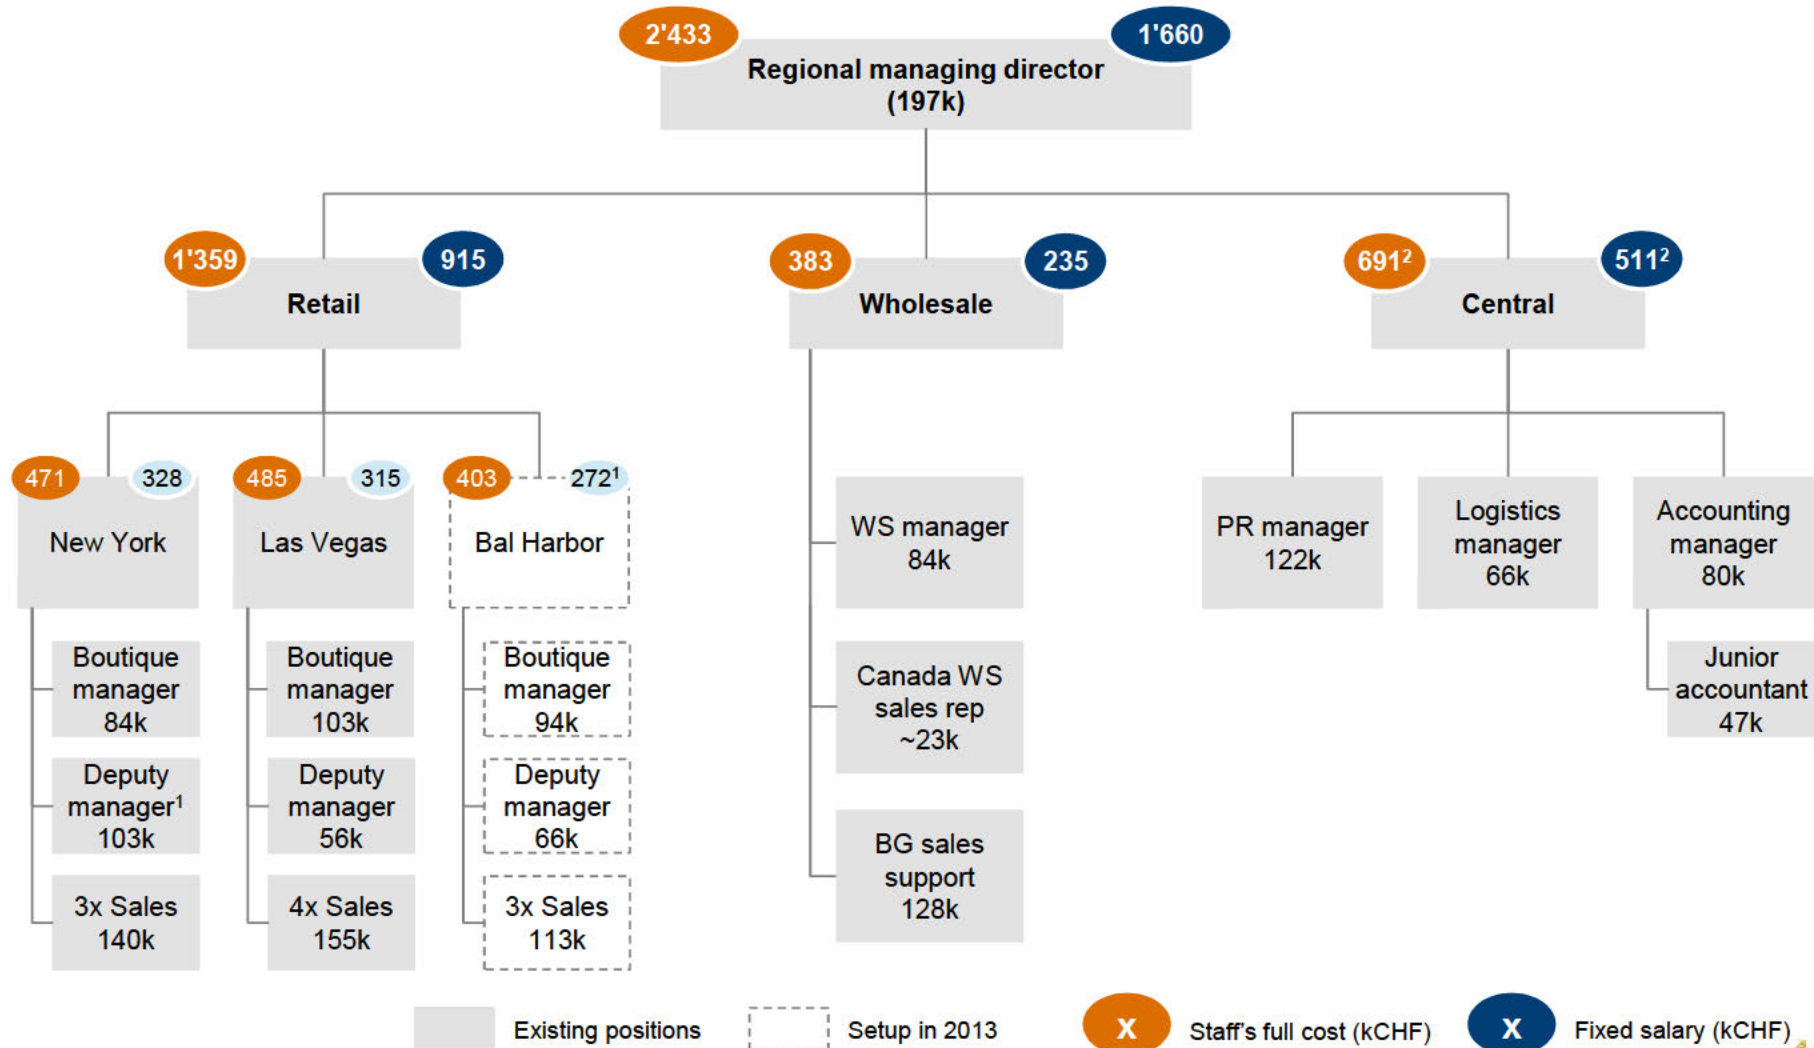 2'433
1'660
Regional managing director
(197k)
1'359
915
Retail
383
235
Wholesale
691²
511²
Central
471
328
New York
485
315
Las Vegas
403
272¹
Bal Harbor
Boutique
manager
84k
Deputy
manager¹
103k
3x Sales
140k
Boutique
manager
103k
Deputy
manager
56k
4x Sales
155k
Boutique
manager
94k
Deputy
manager
66k
3x Sales
113k
WS manager
84k
Canada WS
sales rep
~23k
BG sales
support
128k
PR manager
122k
Logistics
manager
66k
Accounting
manager
80k
Junior
accountant
47k
Existing positions
Setup in 2013
x
Staff's full cost (kCHF)
x
Fixed salary (kCHF)